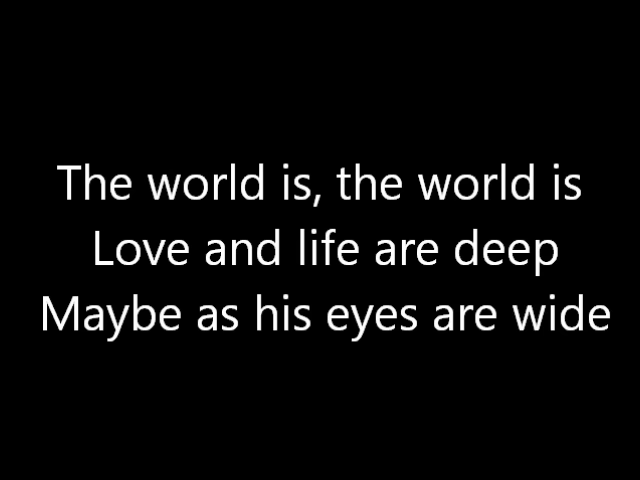 The world is, the world is
Love and life are deep
Maybe as his eyes are wide